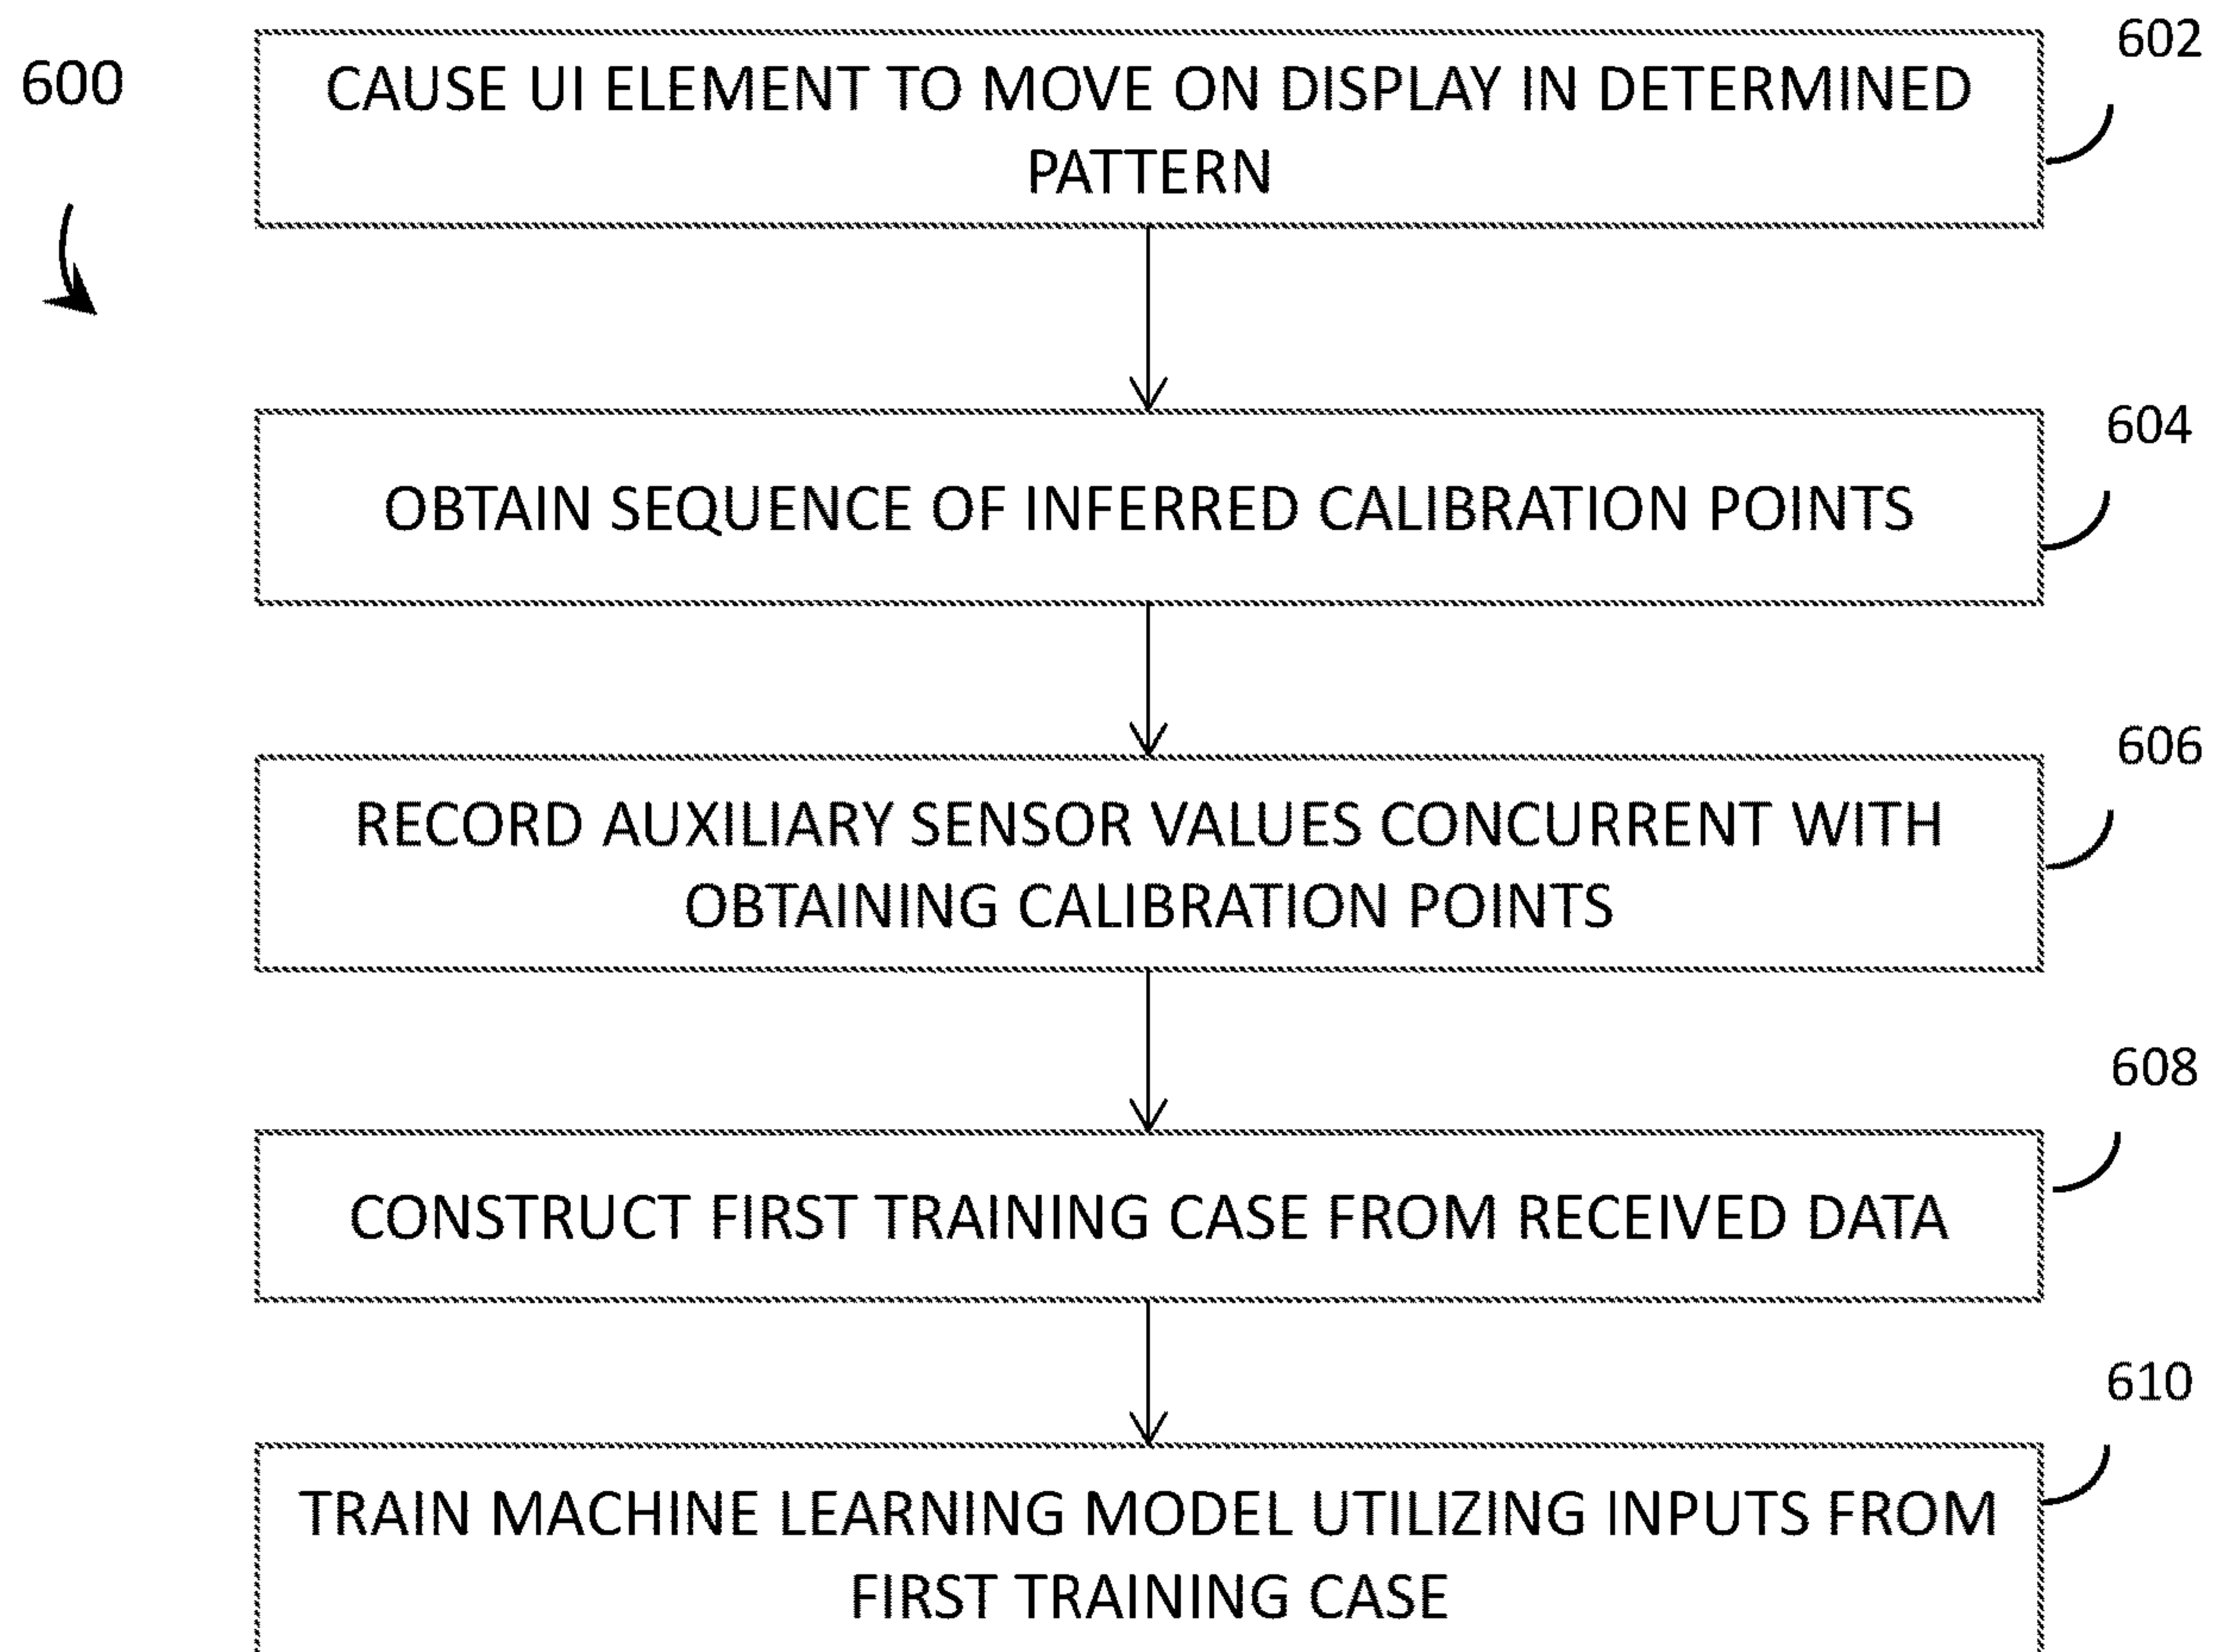 600
602
CAUSE UI ELEMENT TO MOVE ON DISPLAY IN DETERMINED
PATTERN
604
OBTAIN SEQUENCE OF INFERRED CALIBRATION POINTS
606
RECORD AUXILIARY SENSOR VALUES CONCURRENT WITH
OBTAINING CALIBRATION POINTS
608
CONSTRUCT FIRST TRAINING CASE FROM RECEIVED DATA
610
TRAIN MACHINE LEARNING MODEL UTILIZING INPUTS FROM
FIRST TRAINING CASE